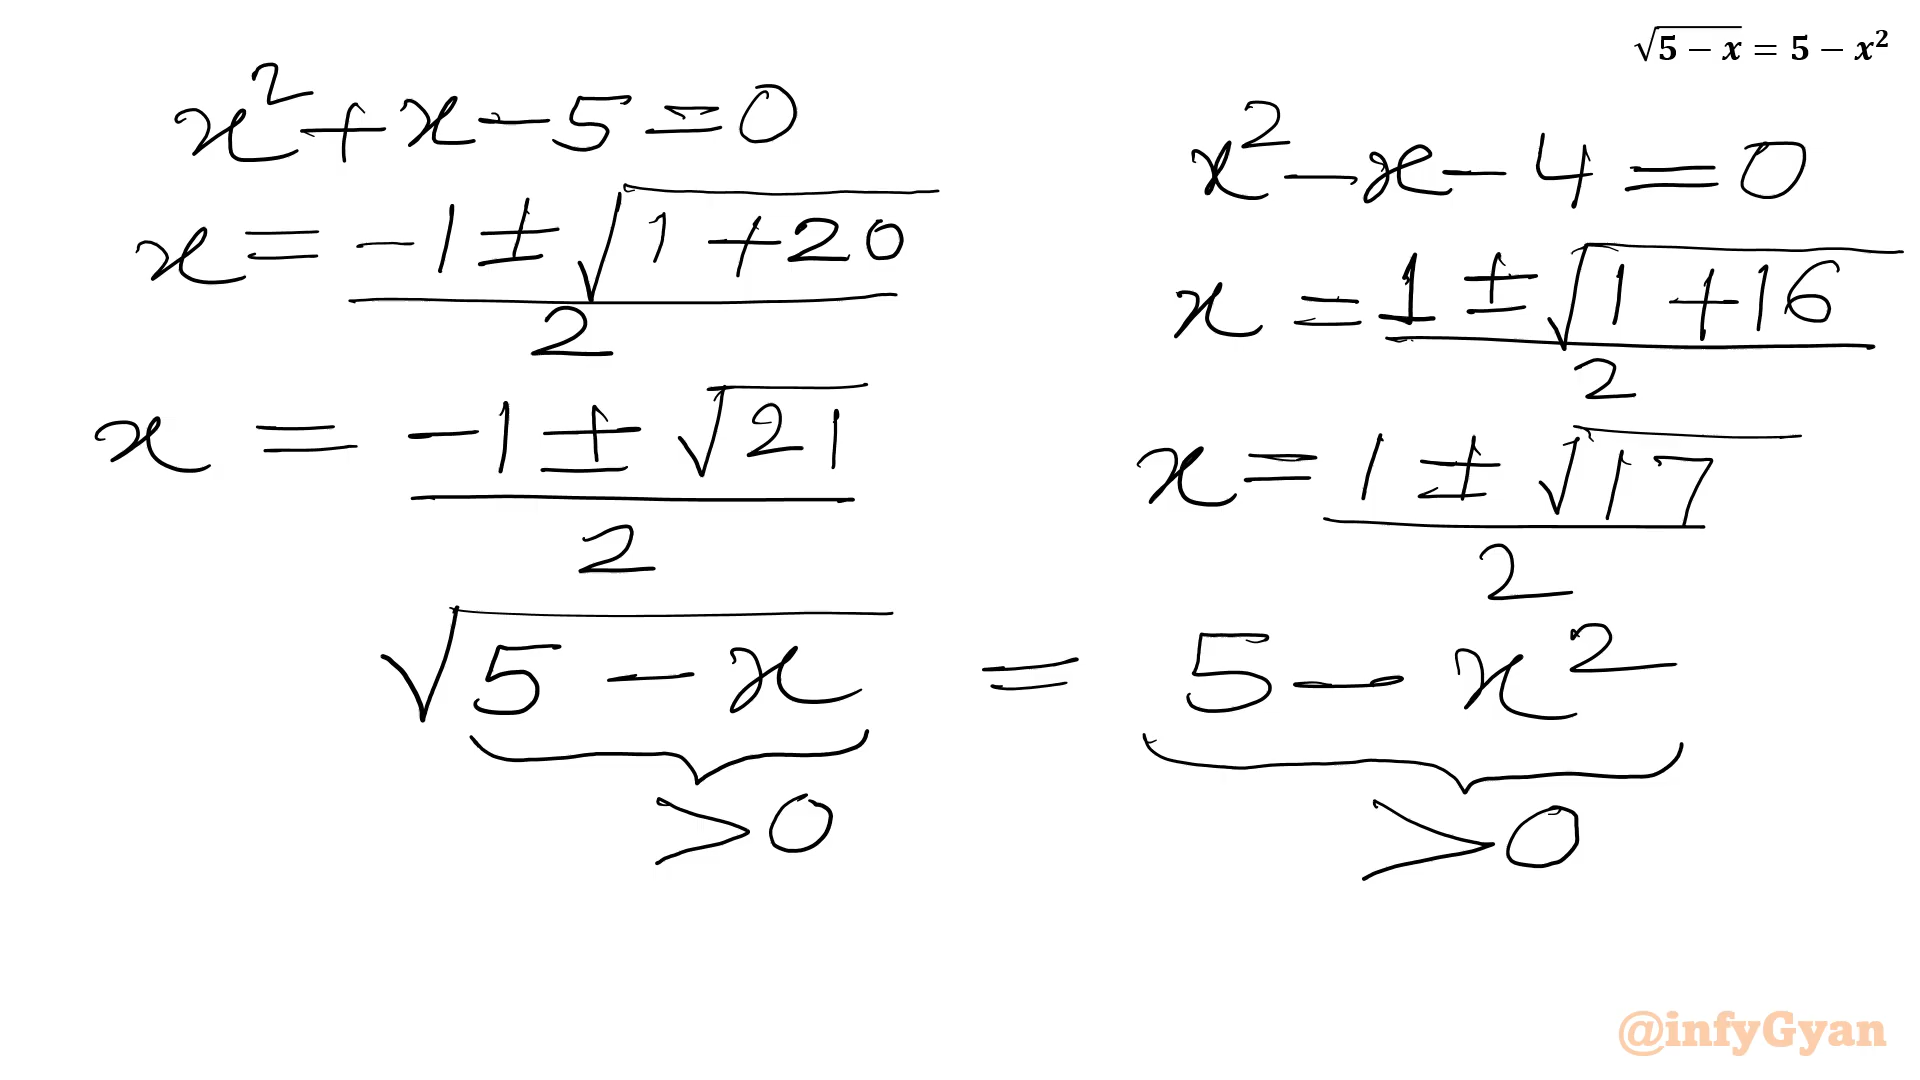 √(5 − x) = 5 − x²
x² + x − 5 = 0
x = (−1 ± √(1 + 20)) / 2
x = (−1 ± √21) / 2
x² − x − 4 = 0
x = (1 ± √(1 + 16)) / 2
x = (1 ± √17) / 2
√(5 − x) = 5 − x²
>0 >0
@infyGyan